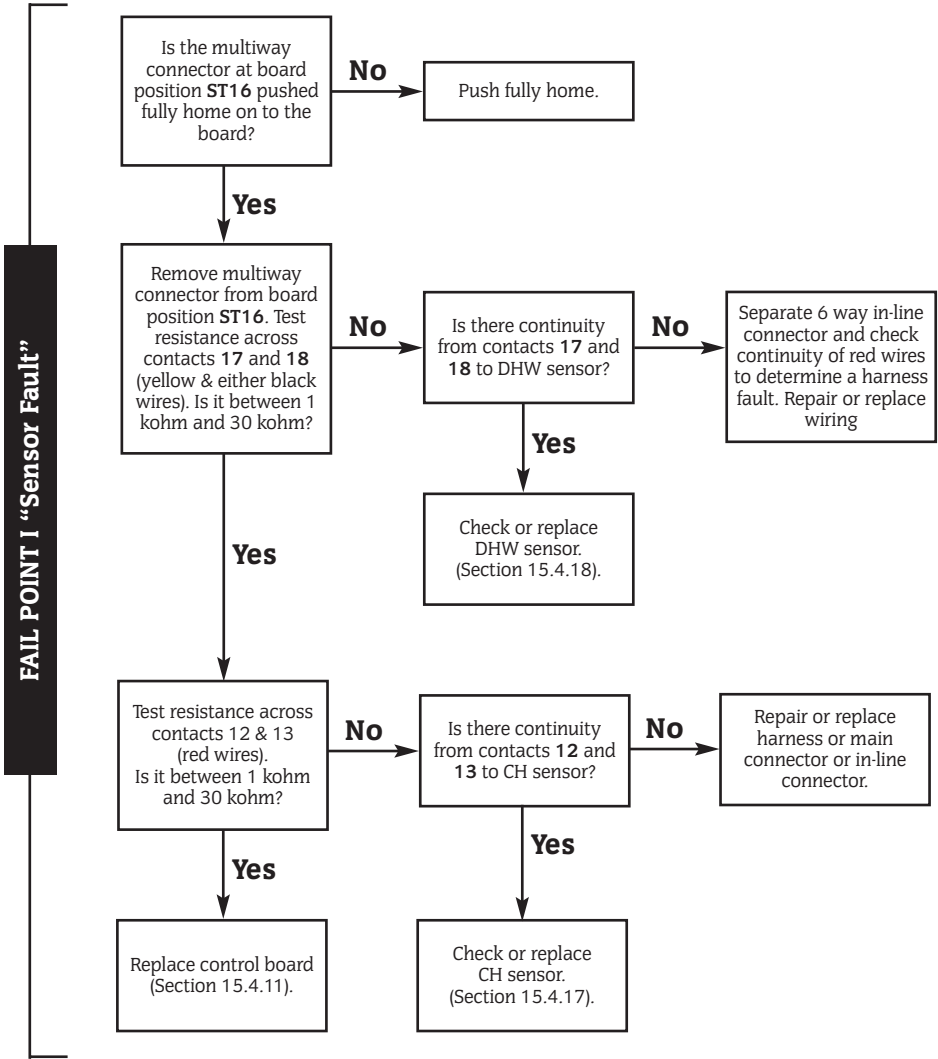 FAIL POINT I “Sensor Fault”
Is the multiway
connector at board
position ST16 pushed
fully home on to the
board?
No
Push fully home.
Yes
Remove multiway
connector from board
position ST16. Test
resistance across
contacts 17 and 18
(yellow & either black
wires). Is it between 1
kohm and 30 kohm?
No
Is there continuity
from contacts 17 and
18 to DHW sensor?
No
Separate 6 way in-line
connector and check
continuity of red wires
to determine a harness
fault. Repair or replace
wiring
Yes
Check or replace
DHW sensor.
(Section 15.4.18).
Yes
Test resistance across
contacts 12 & 13
(red wires).
Is it between 1 kohm
and 30 kohm?
No
Is there continuity
from contacts 12 and
13 to CH sensor?
No
Repair or replace
harness or main
connector or in-line
connector.
Yes
Replace control board
(Section 15.4.11).
Yes
Check or replace
CH sensor.
(Section 15.4.17).